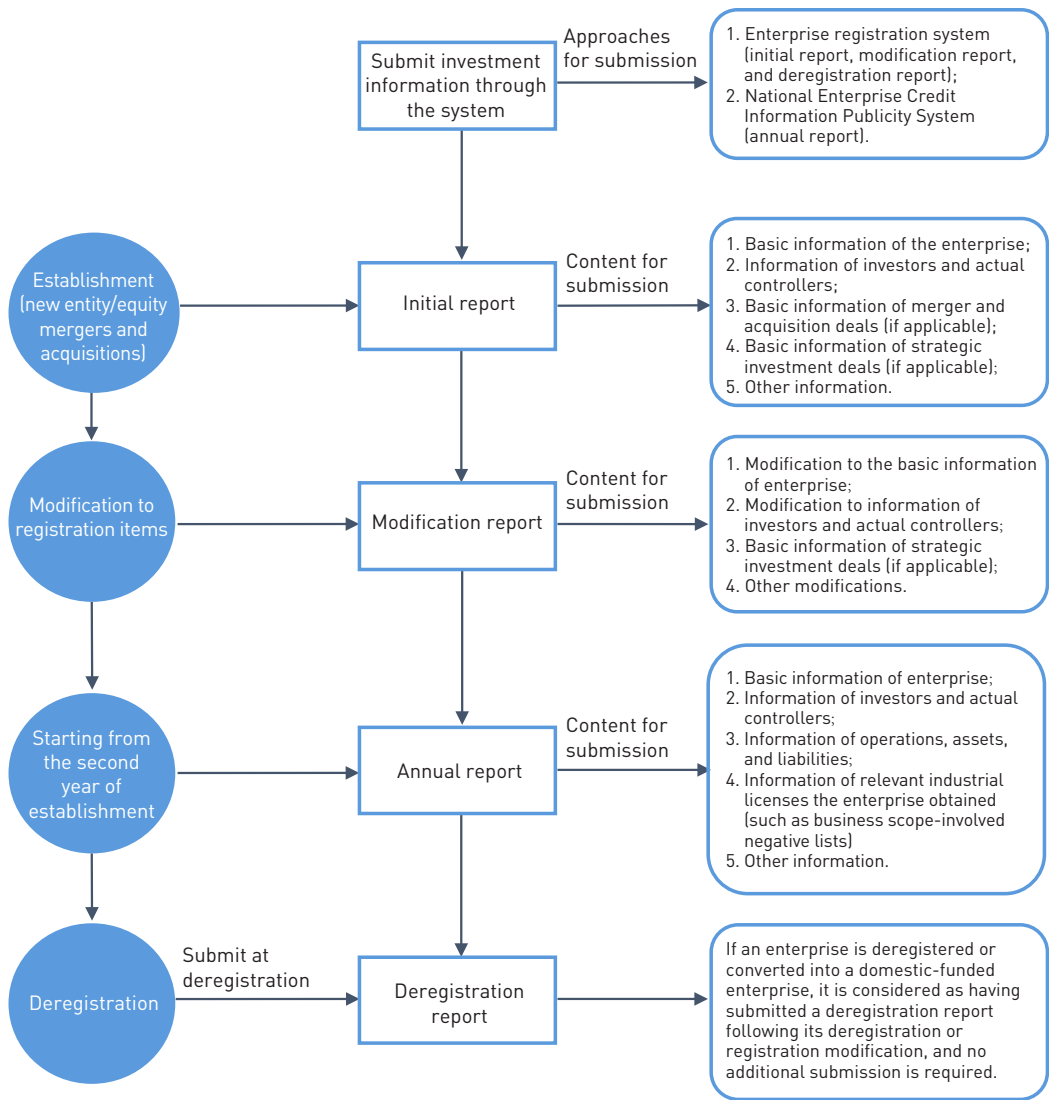 Submit investment
information through
the system
Approaches
for submission
1. Enterprise registration system
(initial report, modification report,
and deregistration report);
2. National Enterprise Credit
Information Publicity System
(annual report).
Establishment
(new entity/equity
mergers and
acquisitions)
Initial report
Content for
submission
1. Basic information of the enterprise;
2. Information of investors and actual
controllers;
3. Basic information of merger and
acquisition deals (if applicable);
4. Basic information of strategic
investment deals (if applicable);
5. Other information.
Modification to
registration items
Modification report
Content for
submission
1. Modification to the basic information
of enterprise;
2. Modification to information of
investors and actual controllers;
3. Basic information of strategic
investment deals (if applicable);
4. Other modifications.
Starting from
the second
year of
establishment
Annual report
Content for
submission
1. Basic information of enterprise;
2. Information of investors and actual
controllers;
3. Information of operations, assets,
and liabilities;
4. Information of relevant industrial
licenses the enterprise obtained
(such as business scope-involved
negative lists)
5. Other information.
Deregistration
Submit at
deregistration
Deregistration
report
If an enterprise is deregistered or
converted into a domestic-funded
enterprise, it is considered as having
submitted a deregistration report
following its deregistration or
registration modification, and no
additional submission is required.